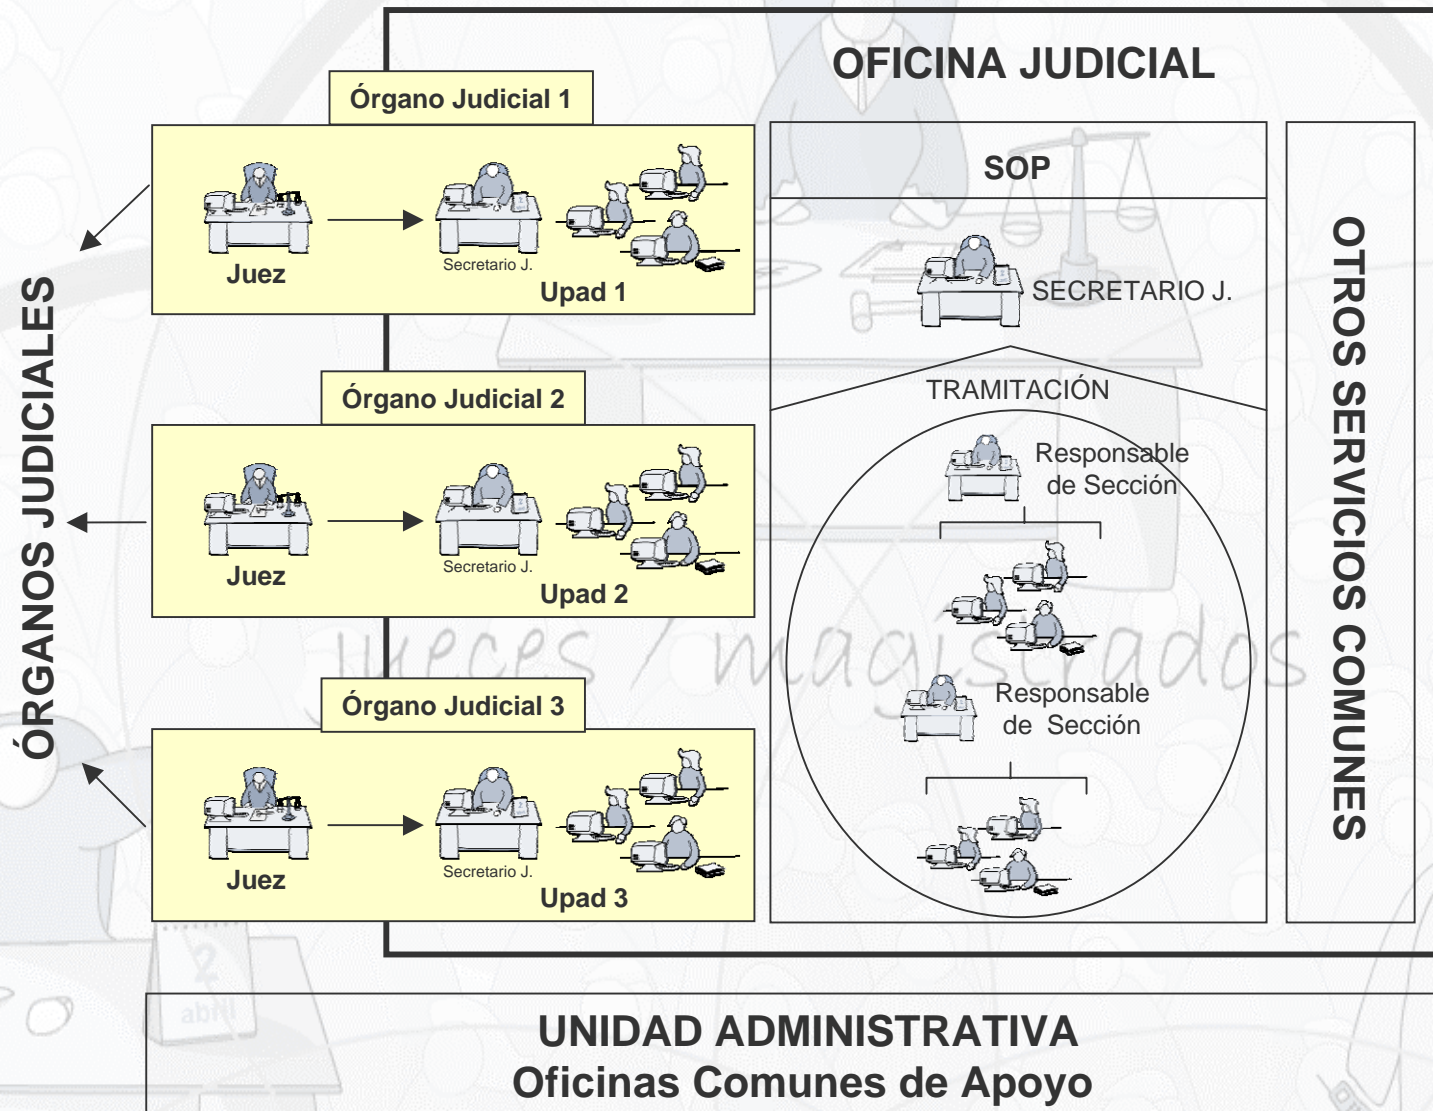 OFICINA JUDICIAL
ÓRGANOS JUDICIALES
Órgano Judicial 1
Juez
Secretario J.
Upad 1
Órgano Judicial 2
Juez
Secretario J.
Upad 2
Órgano Judicial 3
Juez
Secretario J.
Upad 3
SOP
SECRETARIO J.
TRAMITACIÓN
Responsable
de Sección
Responsable
de Sección
OTROS SERVICIOS COMUNES
jueces / magistrados
2
abril
UNIDAD ADMINISTRATIVA
Oficinas Comunes de Apoyo